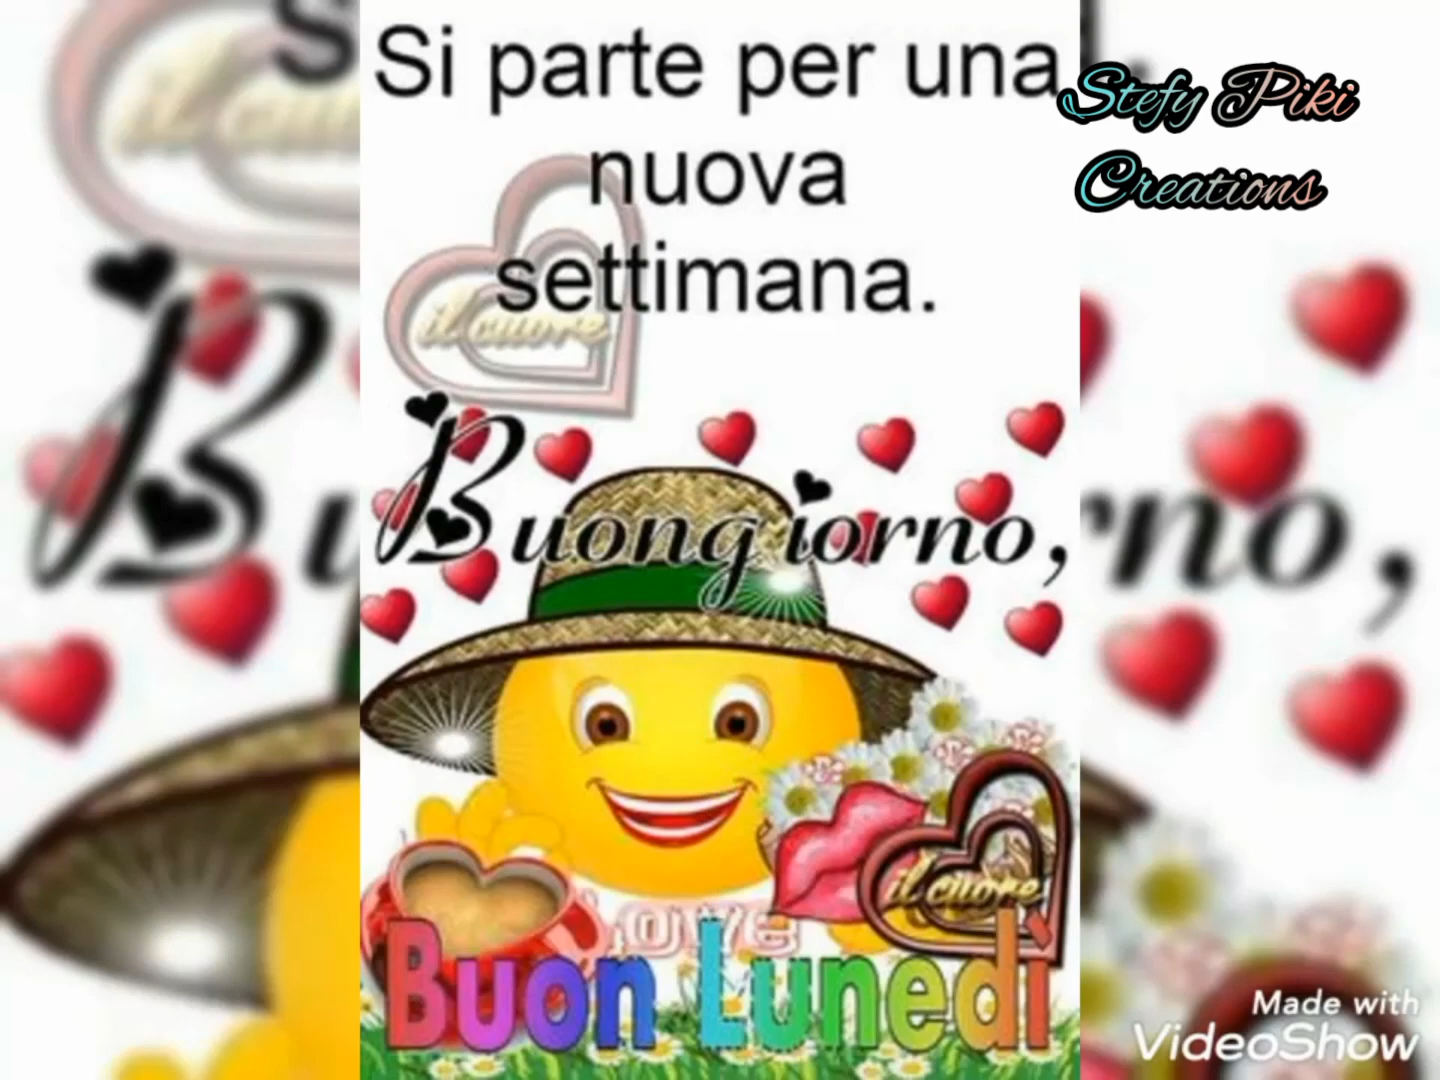 Si parte per una
nuova
settimana.
Stefy Piki
Creations
il cuore
Buongiorno,
il cuore
Love
Buon Lunedì
Made with
VideoShow